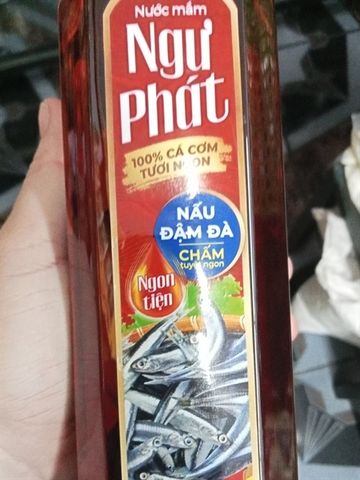 Nước mắm
NGƯ
PHÁT
100% CÁ CƠM
TƯƠI NGON
NẤU
ĐẬM ĐÀ
CHẤM
tuyệt ngon
Ngon
tiện